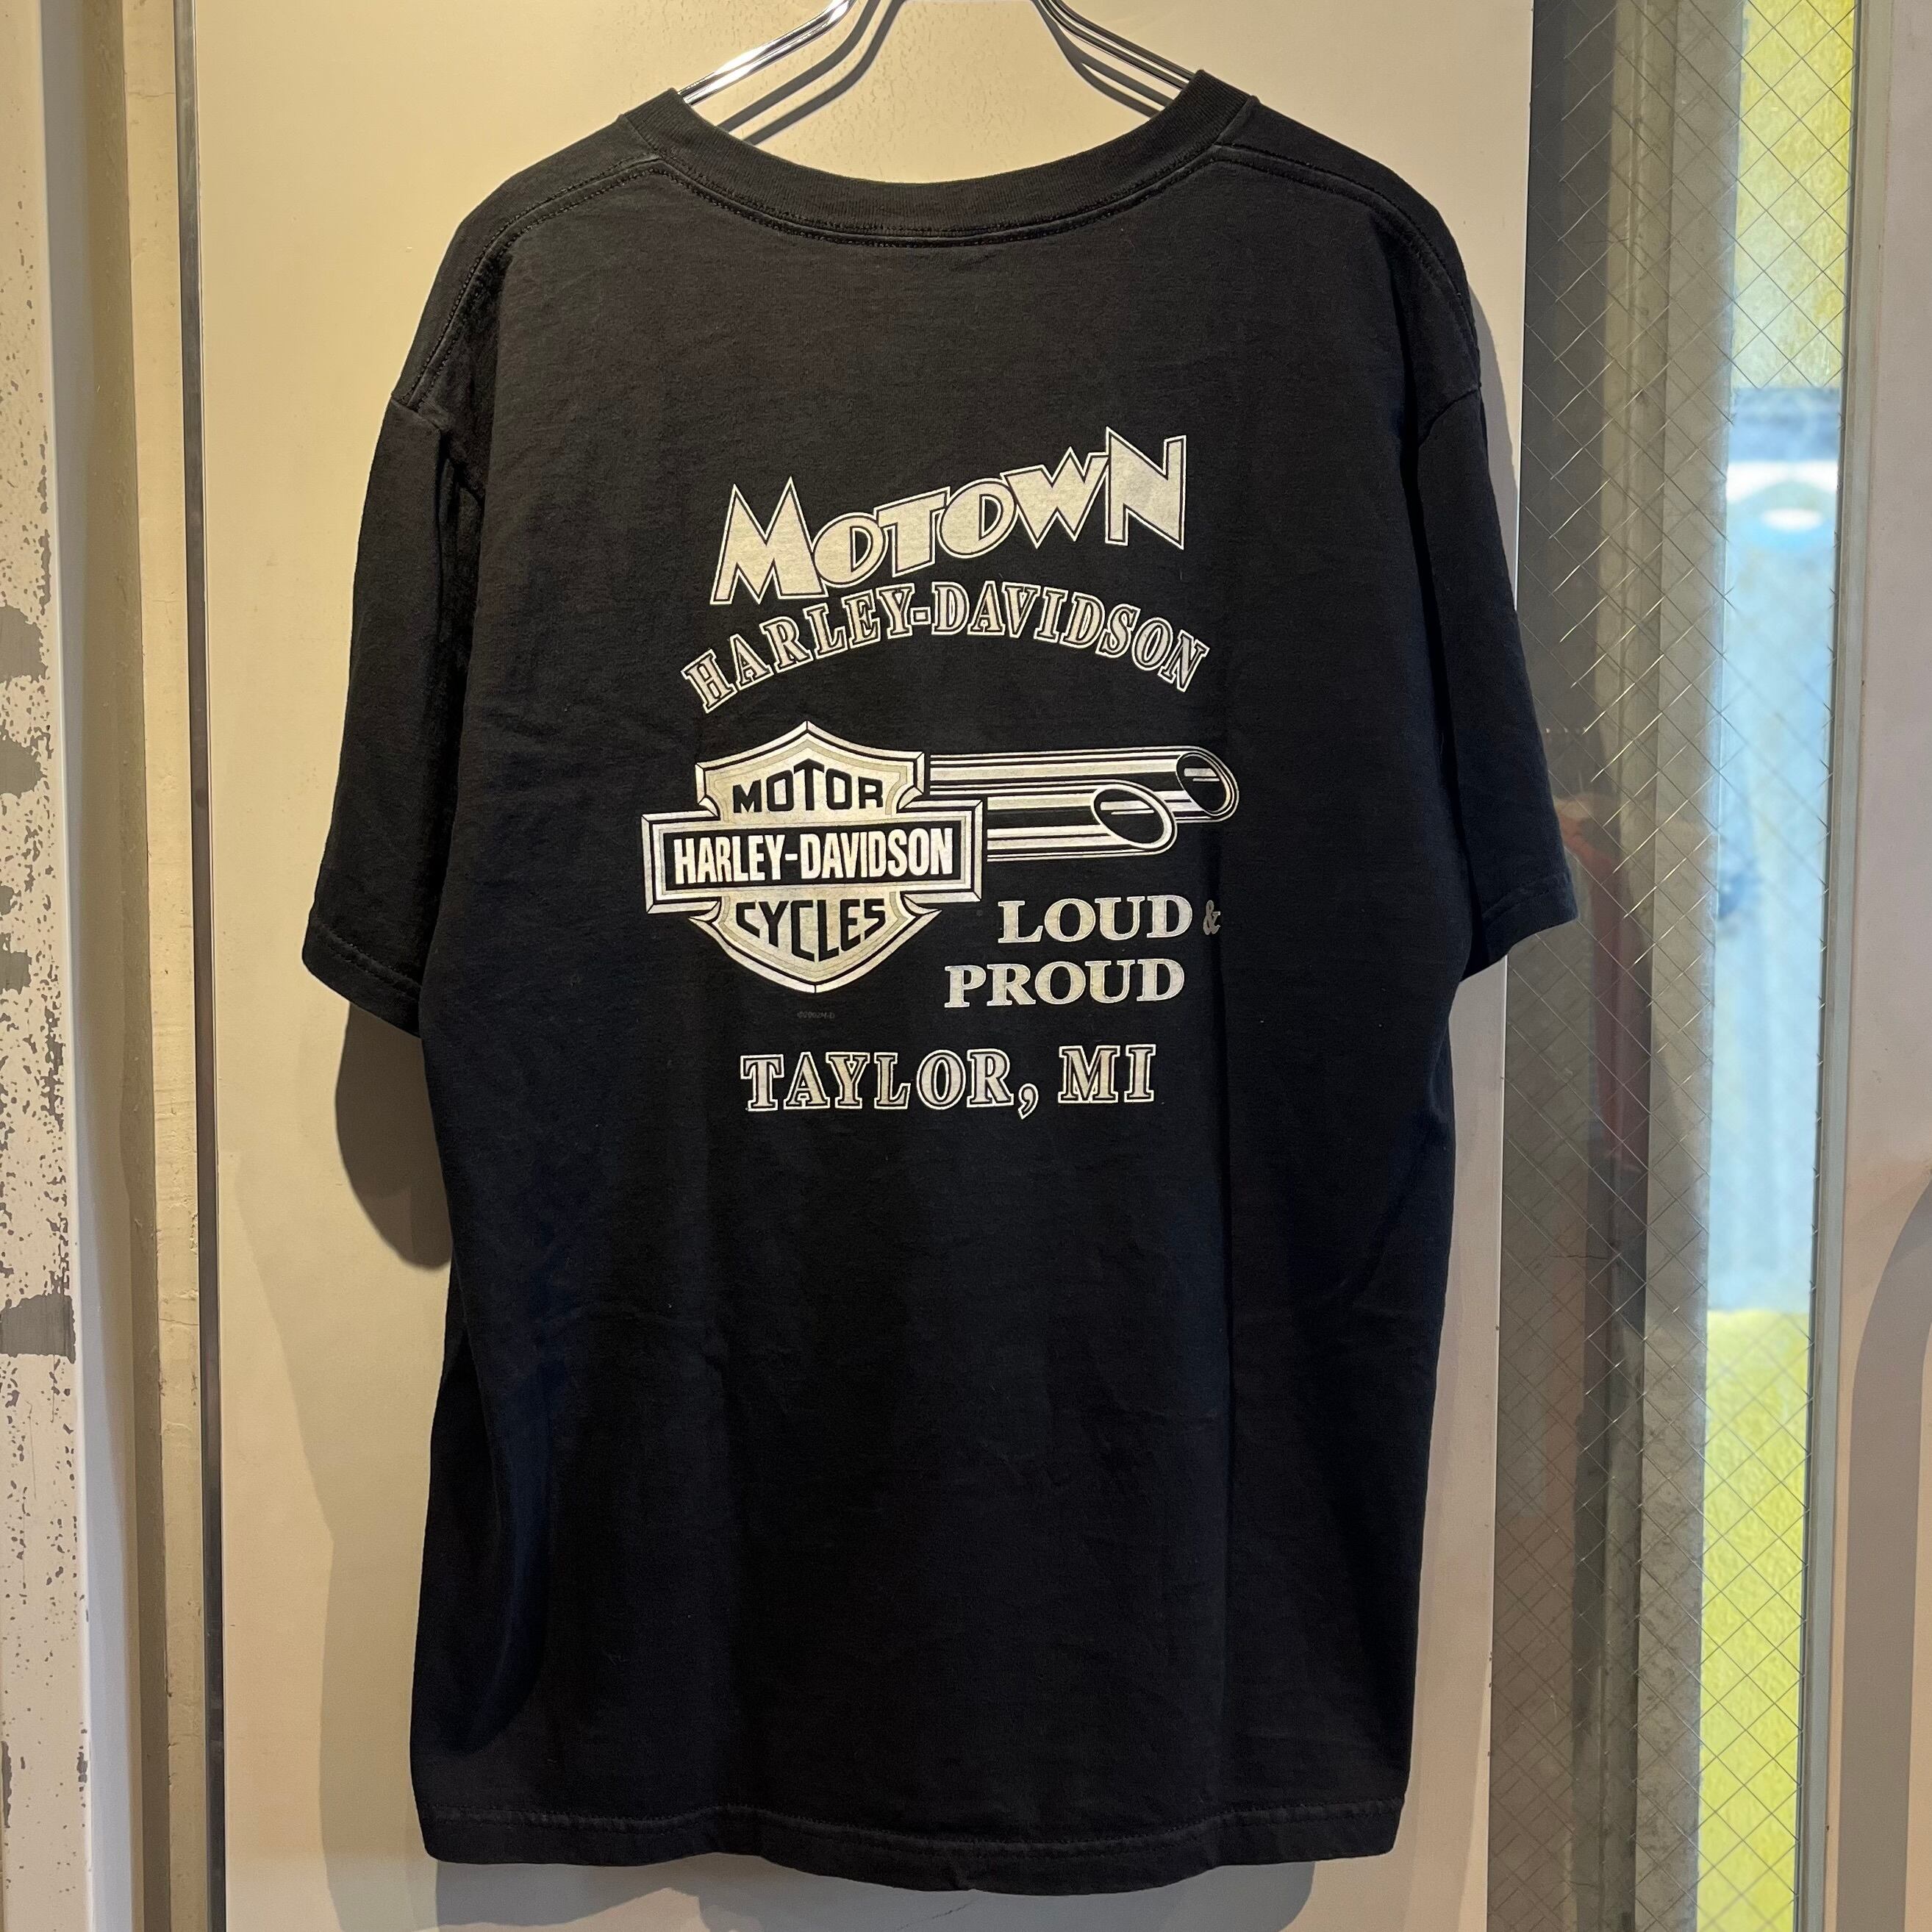 MOTOWN
HARLEY-DAVIDSON
MOTOR
HARLEY-DAVIDSON
CYCLES
LOUD &
PROUD
TAYLOR, MI